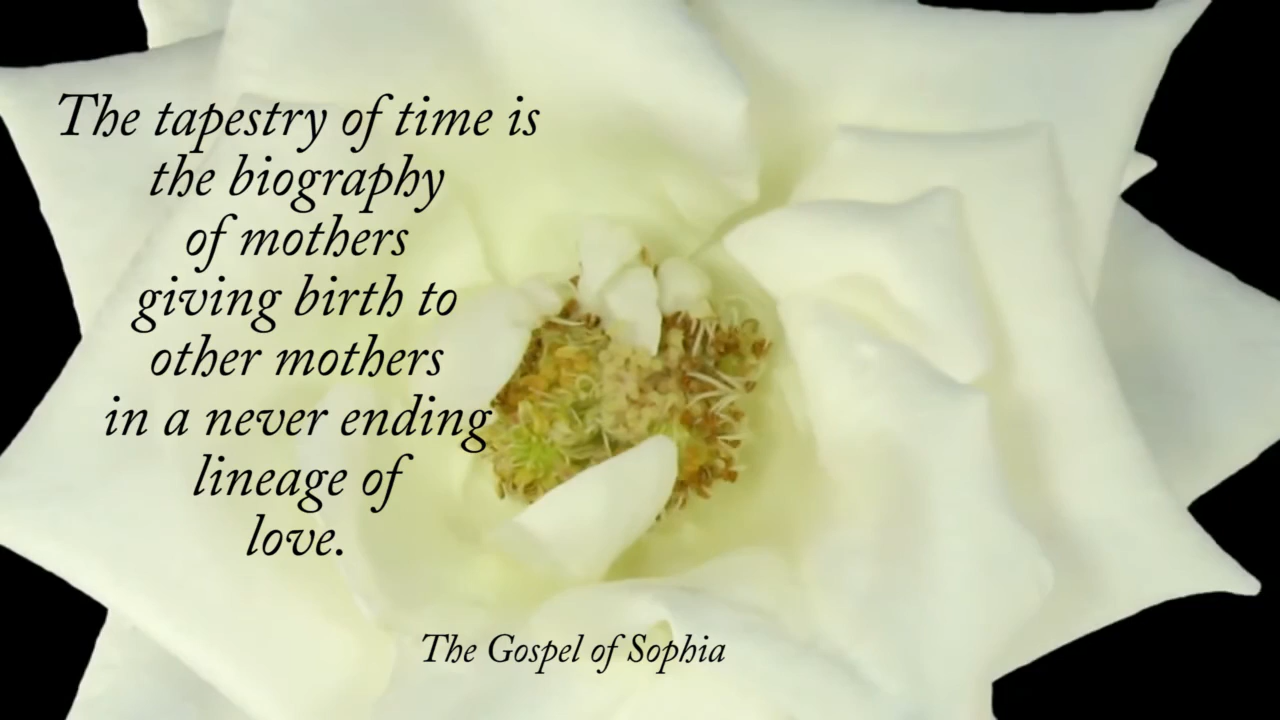 The tapestry of time is
the biography
of mothers
giving birth to
other mothers
in a never ending
lineage of
love.
The Gospel of Sophia